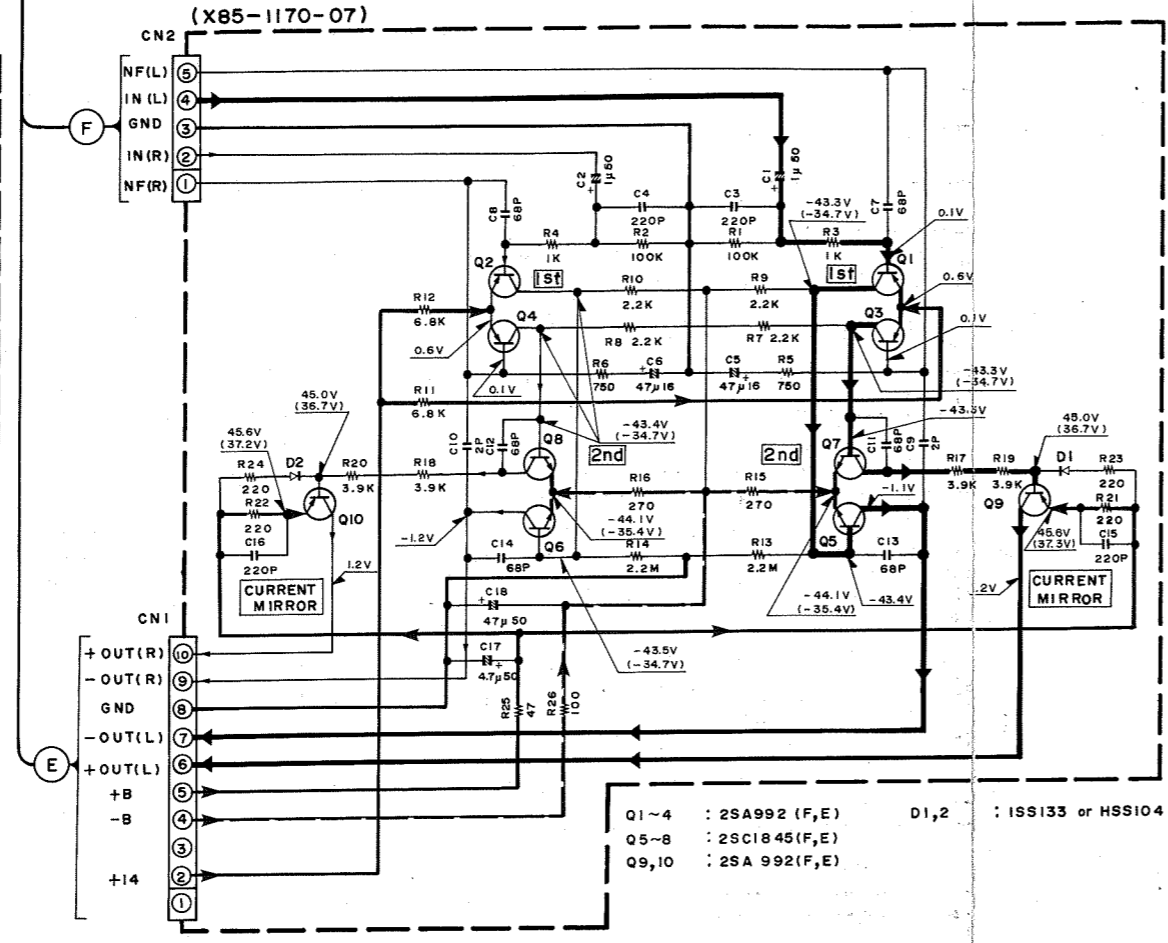 (X85-1170-07)
CN2
NF(L) 5
IN(L) 4
GND 3
IN(R) 2
NF(R) 1
F
C2
1μ 50
+
C1
1μ 50
+
C8
68P
C4
220P
C3
220P
C7
68P
-43.3V
(-34.7V)
0.1V
R4
1K
R2
100K
R1
100K
R3
1K
Q2
1st
1st
Q1
R10
2.2K
R9
2.2K
0.6V
R12
6.8K
Q4
Q3
R8 2.2K
R7 2.2K
0.6V
0.1V
R6
750
+ C6
47μ16
C5
47μ16 +
R5
750
0.1V
-43.3V
(-34.7V)
R11
6.8K
45.0V
(36.7V)
-43.4V
(-34.7V)
-43.5V
45.0V
(36.7V)
45.6V
(37.2V)
C10
2P
C12
68P
Q8
2nd
2nd
Q7
C11
68P
C9
2P
R24
220
D2
R20
3.9K
R18
3.9K
R17
3.9K
R19
3.9K
D1
R23
220
R22
220
Q10
R16
270
R15
270
-1.1V
Q9
R21
220
C16
220P
-1.2V
Q6
-44.1V
(-35.4V)
Q5
45.6V
(37.3V)
C15
220P
C14
68P
R14
2.2M
R13
2.2M
C13
68P
1.2V
CURRENT
MIRROR
+ C18
47μ 50
-44.1V
(-35.4V)
-43.4V
.2V
CURRENT
MIRROR
CN1
C17
4.7μ 50
+
-43.5V
(-34.7V)
R25
47
R26
100
+OUT(R) 10
-OUT(R) 9
GND 8
-OUT(L) 7
+OUT(L) 6
+B 5
-B 4
3
+14 2
1
E
Q1~4 : 2SA992 (F,E) D1,2 : 1SS133 or HSS104
Q5~8 : 2SC1845(F,E)
Q9,10 : 2SA 992(F,E)